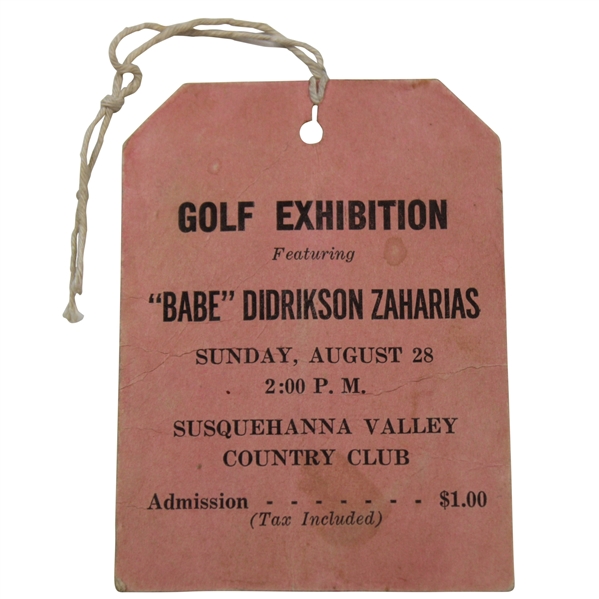 GOLF EXHIBITION
Featuring
"BABE" DIDRIKSON ZAHARIAS
SUNDAY, AUGUST 28
2:00 P. M.
SUSQUEHANNA VALLEY
COUNTRY CLUB
Admission - - - - - - - $1.00
(Tax Included)